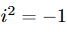 i² = −1